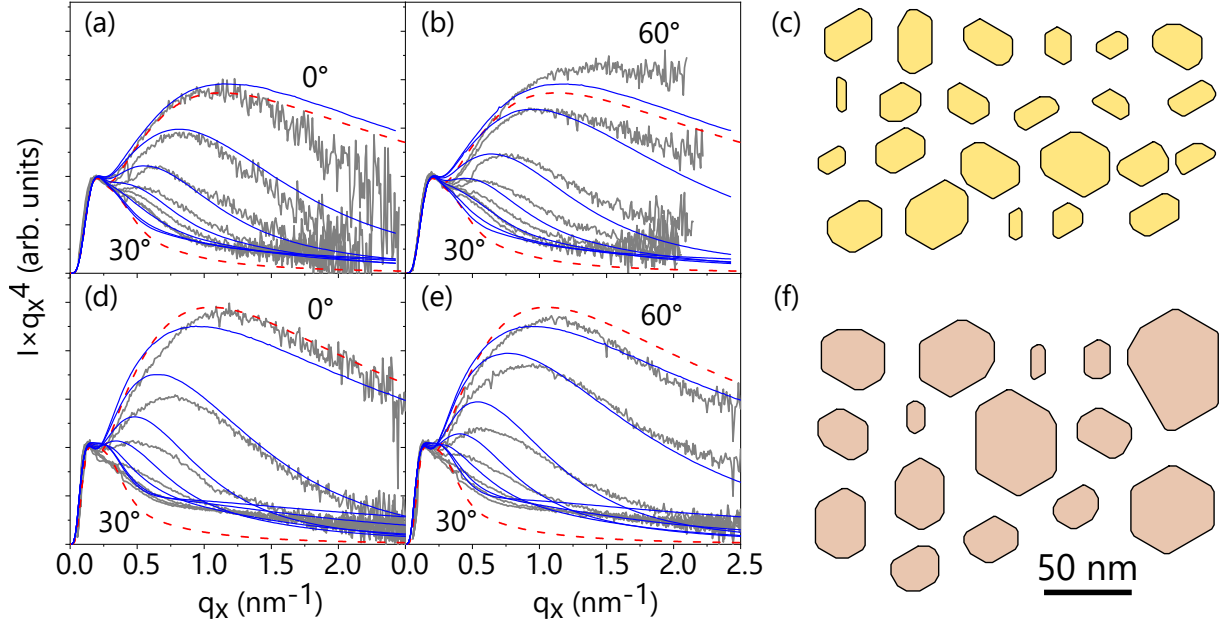 (a)
0°
30°
(b)
60°
30°
(c)
I×qx4 (arb. units)
(d)
0°
30°
(e)
60°
30°
(f)
50 nm
0.0 0.5 1.0 1.5 2.0 0.0 0.5 1.0 1.5 2.0 2.5
qx (nm-1) qx (nm-1)